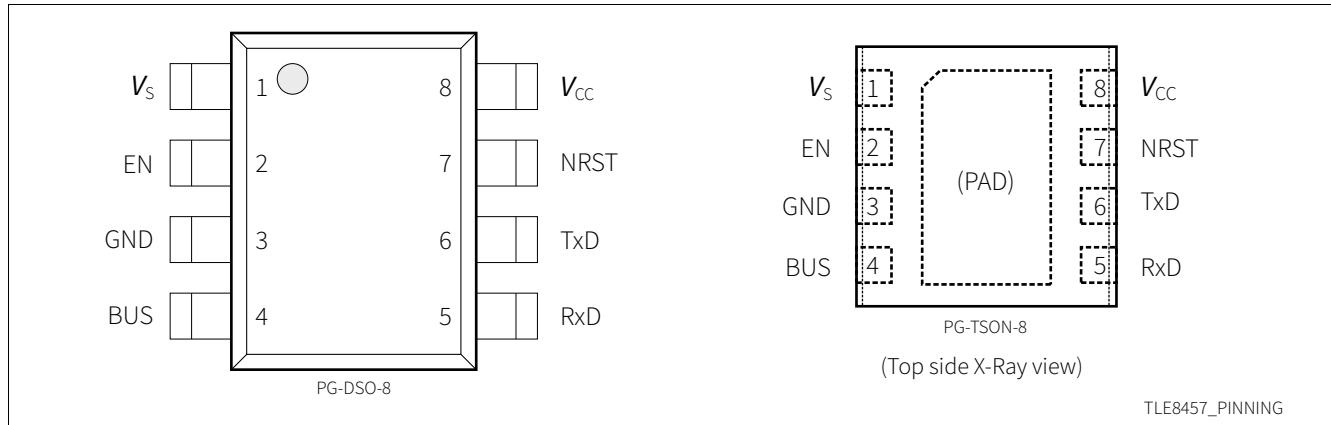 VS 1 8 VCC
EN 2 7 NRST
GND 3 6 TxD
BUS 4 5 RxD
PG-DSO-8
VS 1 8 VCC
EN 2 7 NRST
(PAD)
GND 3 6 TxD
BUS 4 5 RxD
PG-TSON-8
(Top side X-Ray view)
TLE8457_PINNING